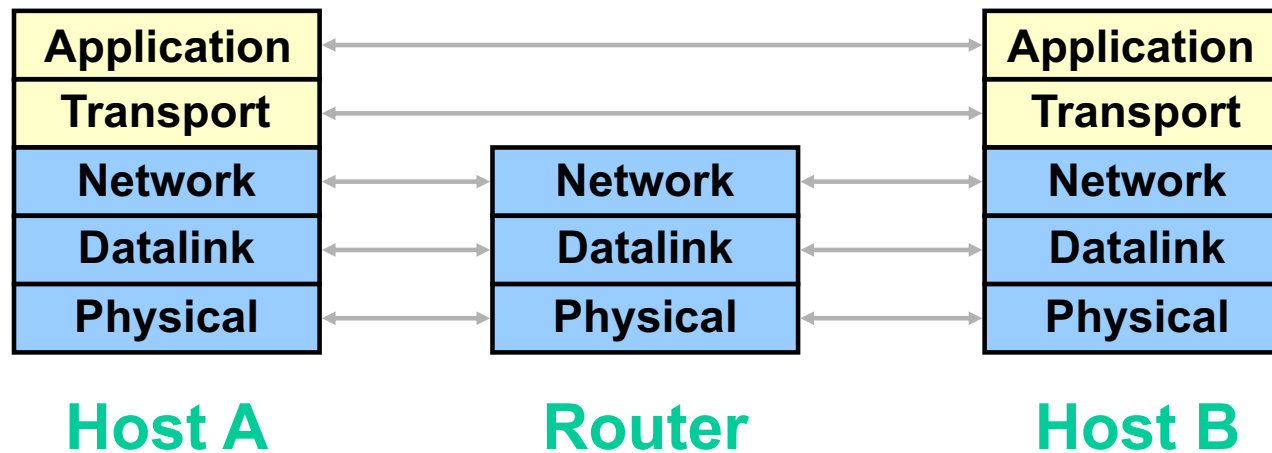 Application
Transport
Network
Datalink
Physical
Host A
Network
Datalink
Physical
Router
Application
Transport
Network
Datalink
Physical
Host B